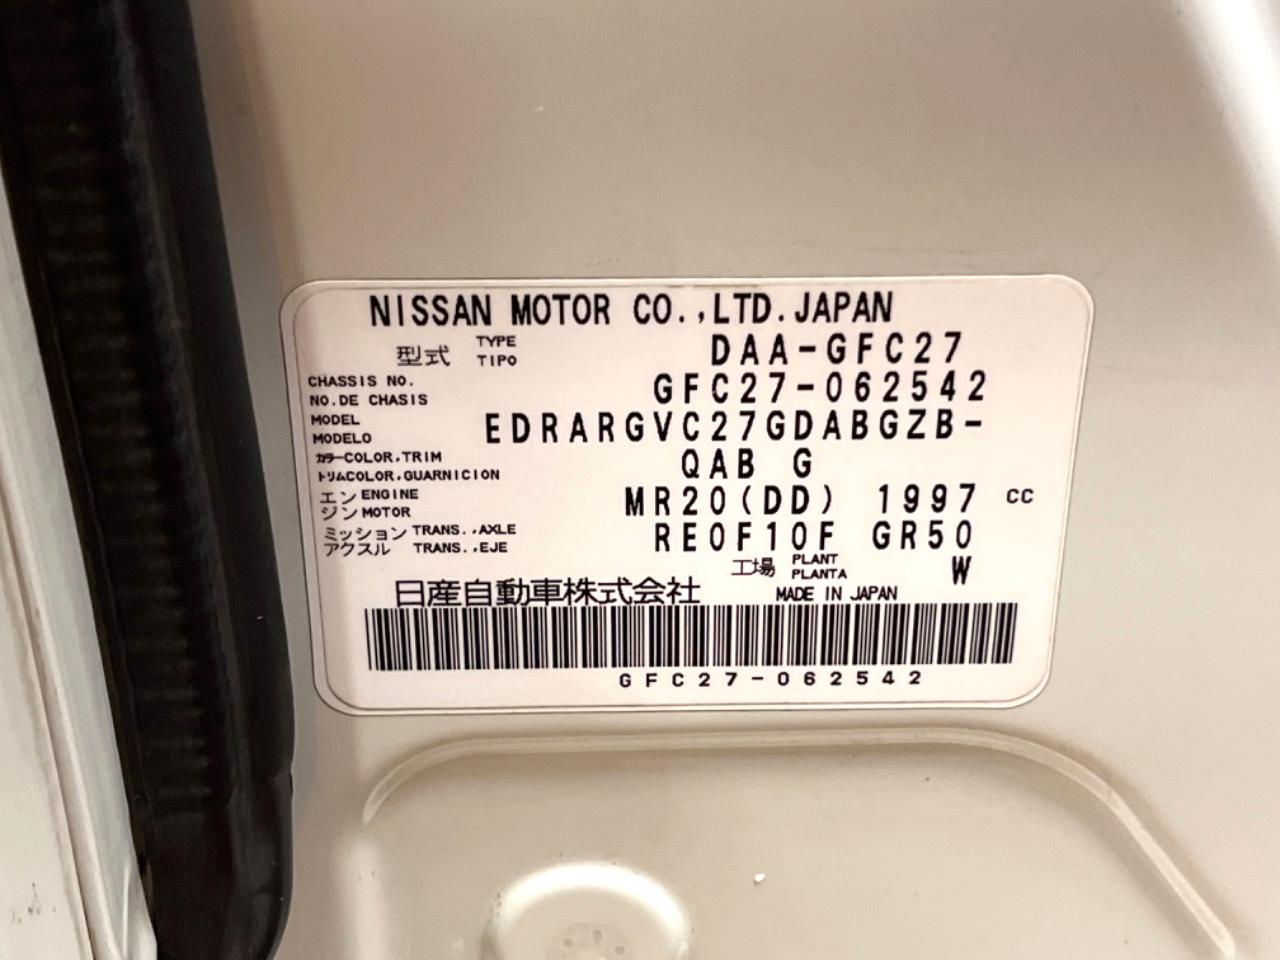 NISSAN MOTOR CO.,LTD.JAPAN
型式 TYPE TIPO DAA-GFC27
CHASSIS NO. NO.DE CHASIS GFC27-062542
MODEL MODELO EDRARGVC27GDABGZB-
カラーCOLOR,TRIM トリムCOLOR,GUARNICION QAB G
エンジン ENGINE MOTOR MR20(DD) 1997 CC
ミッション TRANS.,AXLE アクスル TRANS.,EJE RE0F10F GR50
工場 PLANT PLANTA W
日産自動車株式会社 MADE IN JAPAN
GFC27-062542